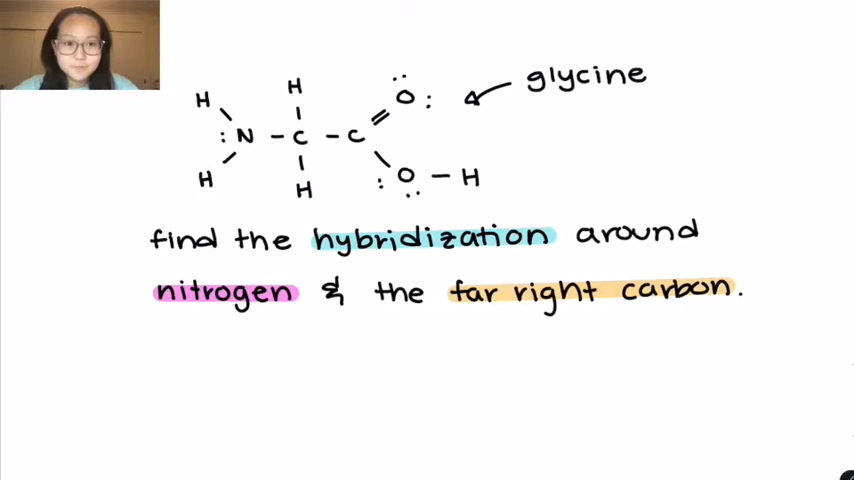 glycine
H H O :
: N - C - C
H H : O - H
find the hybridization around
nitrogen & the far right carbon.